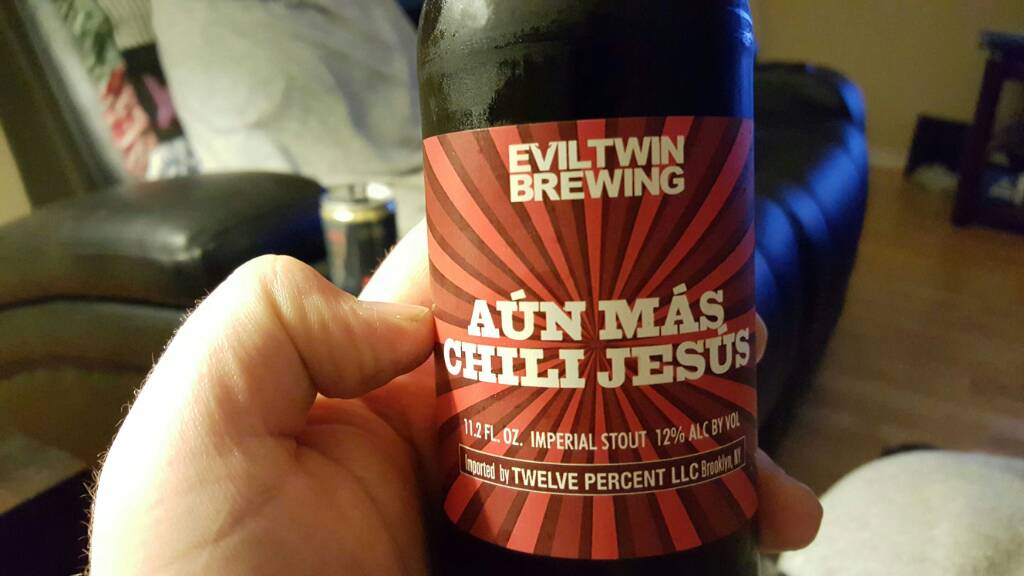 EVILTWIN
BREWING
AÚN MÁS
CHILI JESÚS
11.2 FL. OZ. IMPERIAL STOUT 12% ALC BY VOL
Imported by TWELVE PERCENT LLC Brooklyn, NY